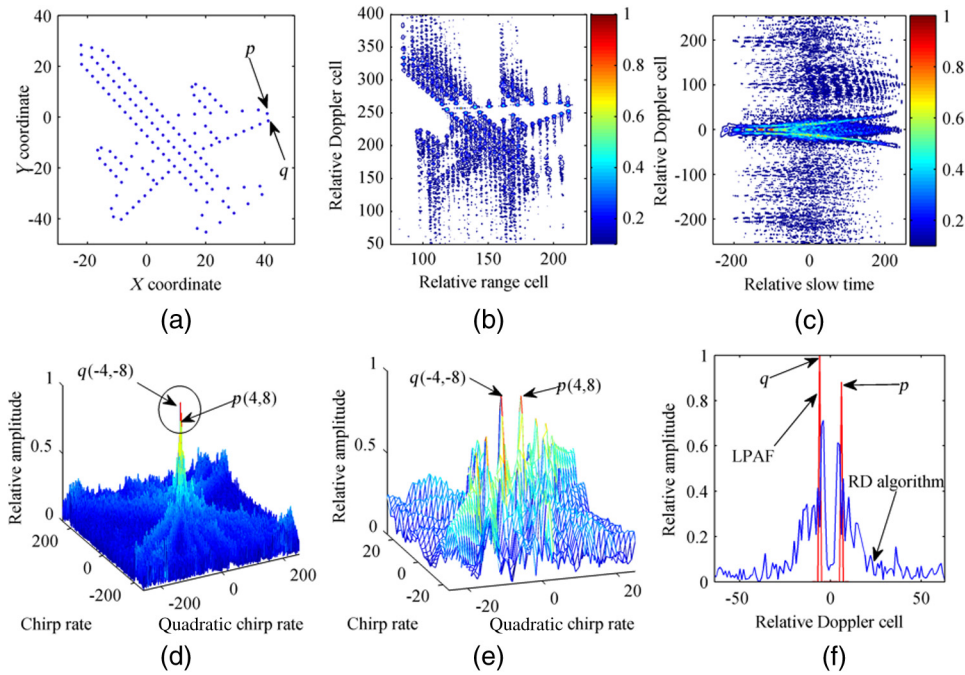 40
20
0
-20
-40
Y coordinate
-20 0 20 40
X coordinate
p
q
(a)
400
350
300
250
200
150
100
50
Relative Doppler cell
100 150 200
Relative range cell
1
0.8
0.6
0.4
0.2
(b)
200
100
0
-100
-200
Relative Doppler cell
-200 0 200
Relative slow time
1
0.8
0.6
0.4
0.2
(c)
q(-4,-8)
p(4,8)
1
0.5
0
Relative amplitude
200
0
-200
-200
0
200
Chirp rate
Quadratic chirp rate
(d)
q(-4,-8)
p(4,8)
1
0.5
0
Relative amplitude
20
0
-20
-20
0
20
Chirp rate
Quadratic chirp rate
(e)
1
0.8
0.6
0.4
0.2
0
Relative amplitude
q
p
LPAF
RD algorithm
-50 0 50
Relative Doppler cell
(f)